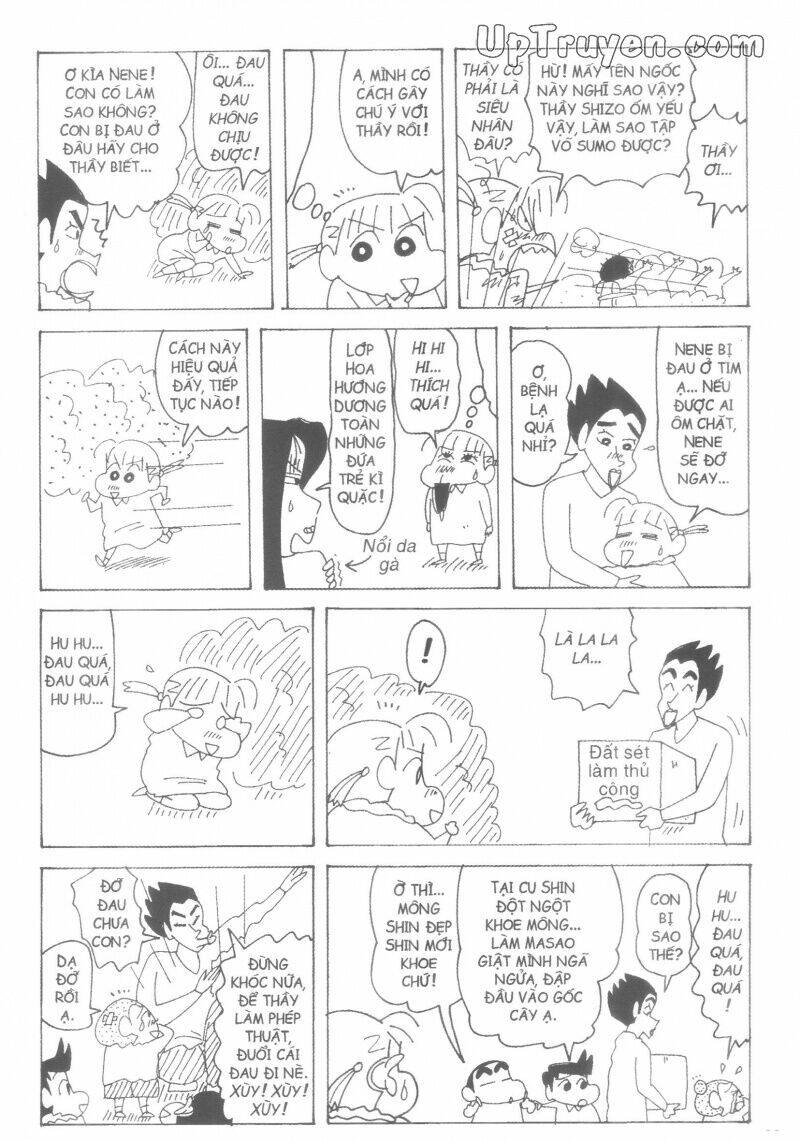 UpTruyen.com
THẦY
ƠI...
HỪ! MẤY TÊN NGỐC
NÀY NGHĨ SAO VẬY?
THẦY SHIZO ỐM YẾU
VẬY, LÀM SAO TẬP
VÕ SUMO ĐƯỢC?
THẦY CÓ
PHẢI LÀ
SIÊU
NHÂN
ĐÂU?
A, MÌNH CÓ
CÁCH GÂY
CHÚ Ý VỚI
THẦY RỒI!
ÔI... ĐAU
QUÁ...
ĐAU
KHÔNG
CHỊU
ĐƯỢC!
Ơ KÌA NENE!
CON CÓ LÀM
SAO KHÔNG?
CON BỊ ĐAU Ở
ĐÂU HÃY CHO
THẦY BIẾT...
NENE BỊ
ĐAU Ở TIM
Ạ... NẾU
ĐƯỢC AI
ÔM CHẶT,
NENE
SẼ ĐỠ
NGAY...
Ơ,
BỆNH
LẠ
QUÁ
NHỈ?
HI HI
HI...
THÍCH
QUÁ!
LỚP
HOA
HƯỚNG
DƯƠNG
TOÀN
NHỮNG
ĐỨA
TRẺ KÌ
QUẶC!
Nổi da
gà
CÁCH NÀY
HIỆU QUẢ
ĐẤY, TIẾP
TỤC NÀO!
LÀ LA LA
LA...
Đất sét
làm thủ
công
!
HU HU...
ĐAU QUÁ,
ĐAU QUÁ
HU HU...
HU
HU...
ĐAU
QUÁ,
ĐAU
QUÁ
!
CON
BỊ
SAO
THẾ?
TẠI CU SHIN
ĐỘT NGỘT
KHOE MÔNG...
LÀM MASAO
GIẬT MÌNH NGÃ
NGỬA, ĐẬP
ĐẦU VÀO GỐC
CÂY Ạ.
Ờ THÌ...
MÔNG
SHIN ĐẸP
SHIN MỚI
KHOE
CHỨ!
ĐỪNG
KHÓC NỮA,
ĐỂ THẦY
LÀM PHÉP
THUẬT,
ĐUỔI CÁI
ĐAU ĐI NÈ.
XÙY! XÙY!
XÙY!
ĐỠ
ĐAU
CHƯA
CON?
DẠ
ĐỠ
RỒI
Ạ.